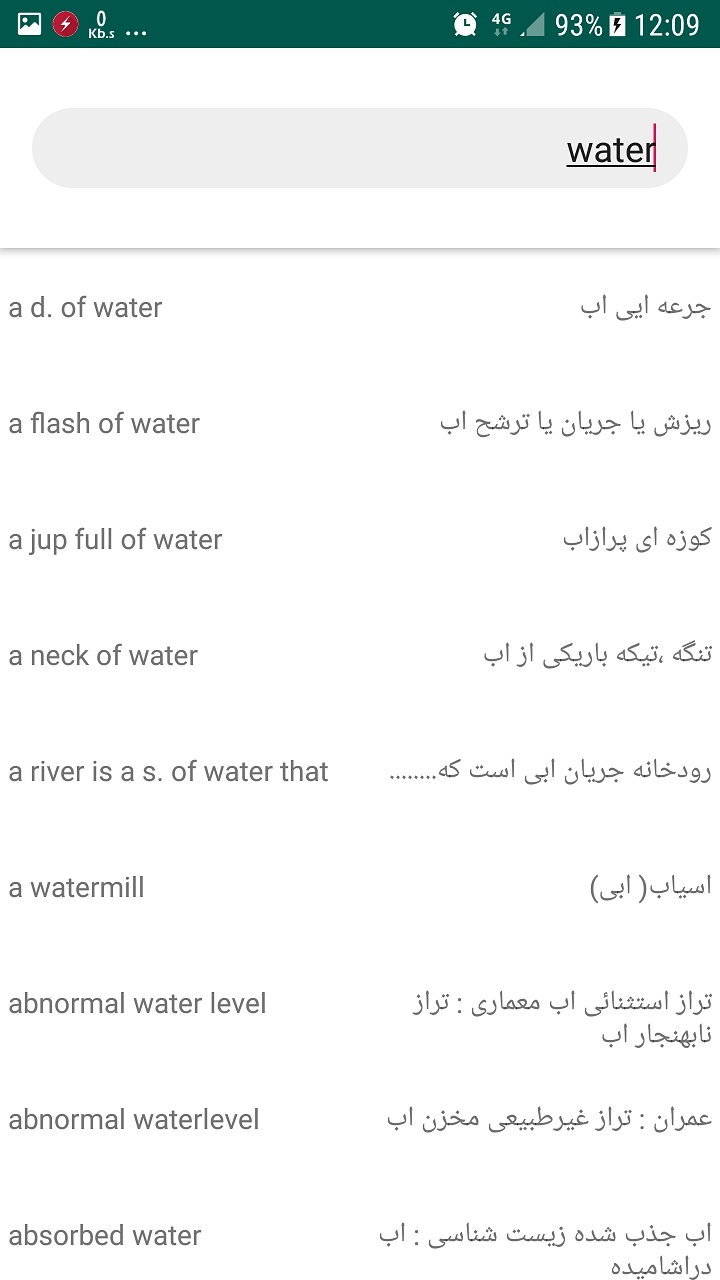 0
Kb.s ...
4G
93% 12:09
water
a d. of water
جرعه ایی اب
a flash of water
ریزش یا جریان یا ترشح اب
a jup full of water
کوزه ای پرازاب
a neck of water
تنگه ،تیکه باریکی از اب
a river is a s. of water that
رودخانه جریان ابی است که........
a watermill
اسیاب( ابی)
abnormal water level
تراز استثنائی اب معماری : تراز
نابهنجار اب
abnormal waterlevel
عمران : تراز غیرطبیعی مخزن اب
absorbed water
اب جذب شده زیست شناسی : اب
دراشامیده